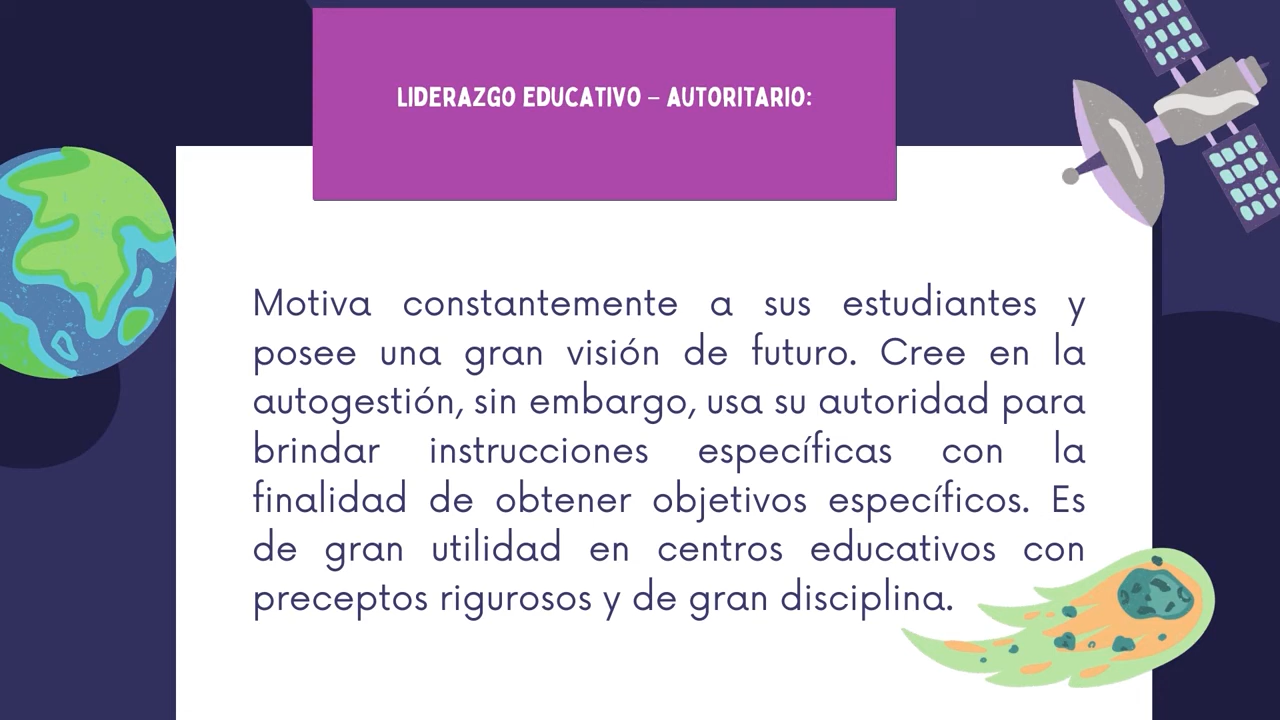 LIDERAZGO EDUCATIVO – AUTORITARIO:
Motiva constantemente a sus estudiantes y
posee una gran visión de futuro. Cree en la
autogestión, sin embargo, usa su autoridad para
brindar instrucciones específicas con la
finalidad de obtener objetivos específicos. Es
de gran utilidad en centros educativos con
preceptos rigurosos y de gran disciplina.